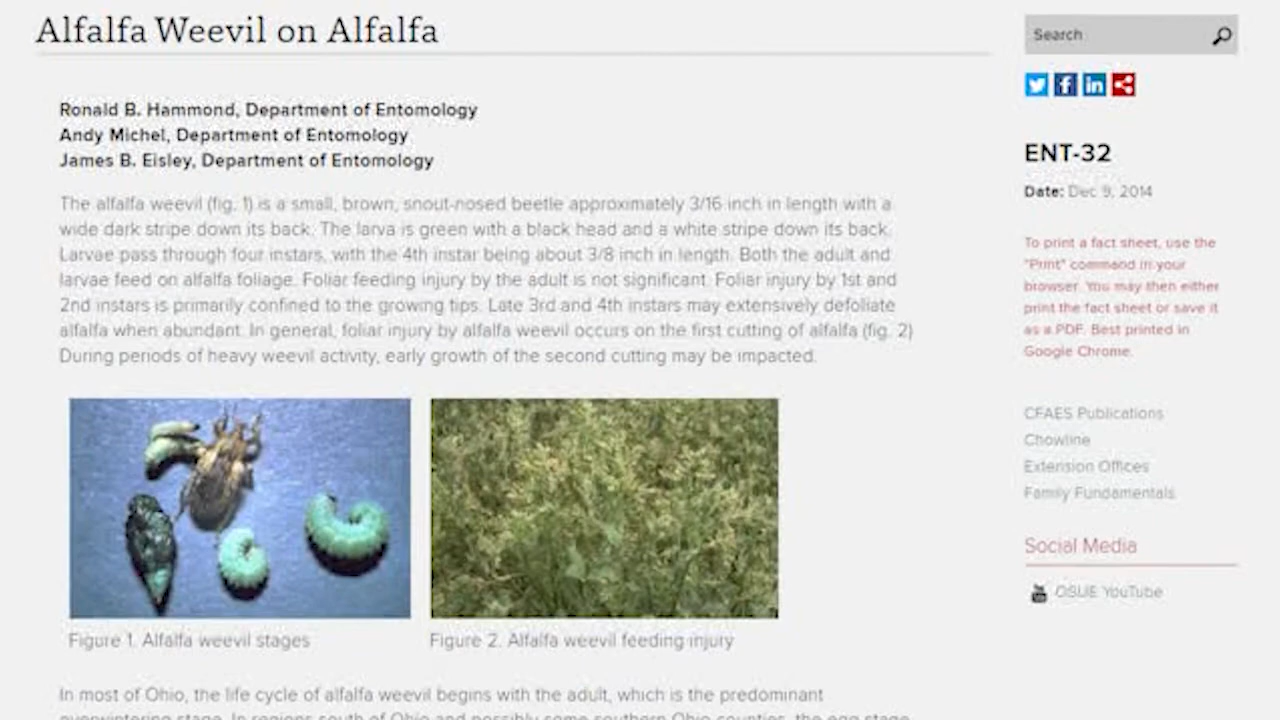 Alfalfa Weevil on Alfalfa
Ronald B. Hammond, Department of Entomology
Andy Michel, Department of Entomology
James B. Eisley, Department of Entomology
The alfalfa weevil (fig. 1) is a small, brown, snout-nosed beetle approximately 3/16 inch in length with a
wide dark stripe down its back. The larva is green with a black head and a white stripe down its back.
Larvae pass through four instars, with the 4th instar being about 3/8 inch in length. Both the adult and
larvae feed on alfalfa foliage. Foliar feeding injury by the adult is not significant. Foliar injury by 1st and
2nd instars is primarily confined to the growing tips. Late 3rd and 4th instars may extensively defoliate
alfalfa when abundant. In general, foliar injury by alfalfa weevil occurs on the first cutting of alfalfa (fig. 2)
During periods of heavy weevil activity, early growth of the second cutting may be impacted.
Figure 1. Alfalfa weevil stages
Figure 2. Alfalfa weevil feeding injury
In most of Ohio, the life cycle of alfalfa weevil begins with the adult, which is the predominant
overwintering stage. In regions south of Ohio and possibly some southern Ohio counties, the egg stage
Search
in
ENT-32
Date: Dec 9, 2014
To print a fact sheet, use the
"Print" command in your
browser. You may then either
print the fact sheet or save it
as a PDF. Best printed in
Google Chrome.
CFAES Publications
Chowline
Extension Offices
Family Fundamentals
Social Media
OSUE YouTube